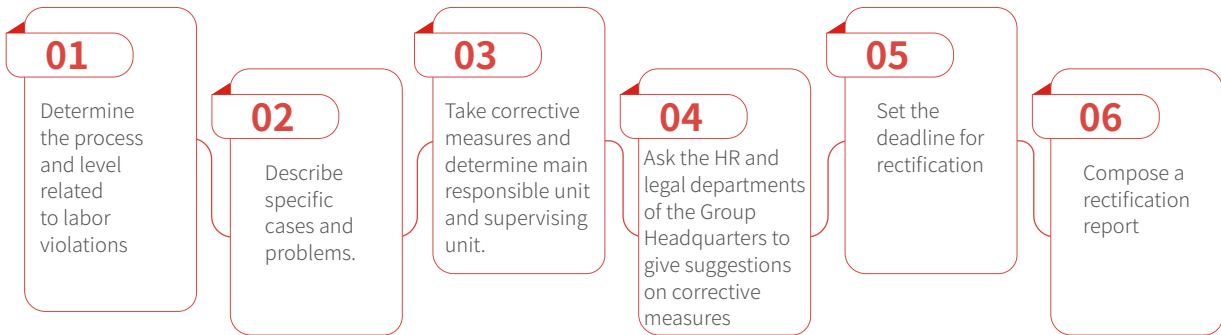 01
Determine
the process
and level
related
to labor
violations
02
Describe
specific
cases and
problems.
03
Take corrective
measures and
determine main
responsible unit
and supervising
unit.
04
Ask the HR and
legal departments
of the Group
Headquarters to
give suggestions
on corrective
measures
05
Set the
deadline for
rectification
06
Compose a
rectification
report